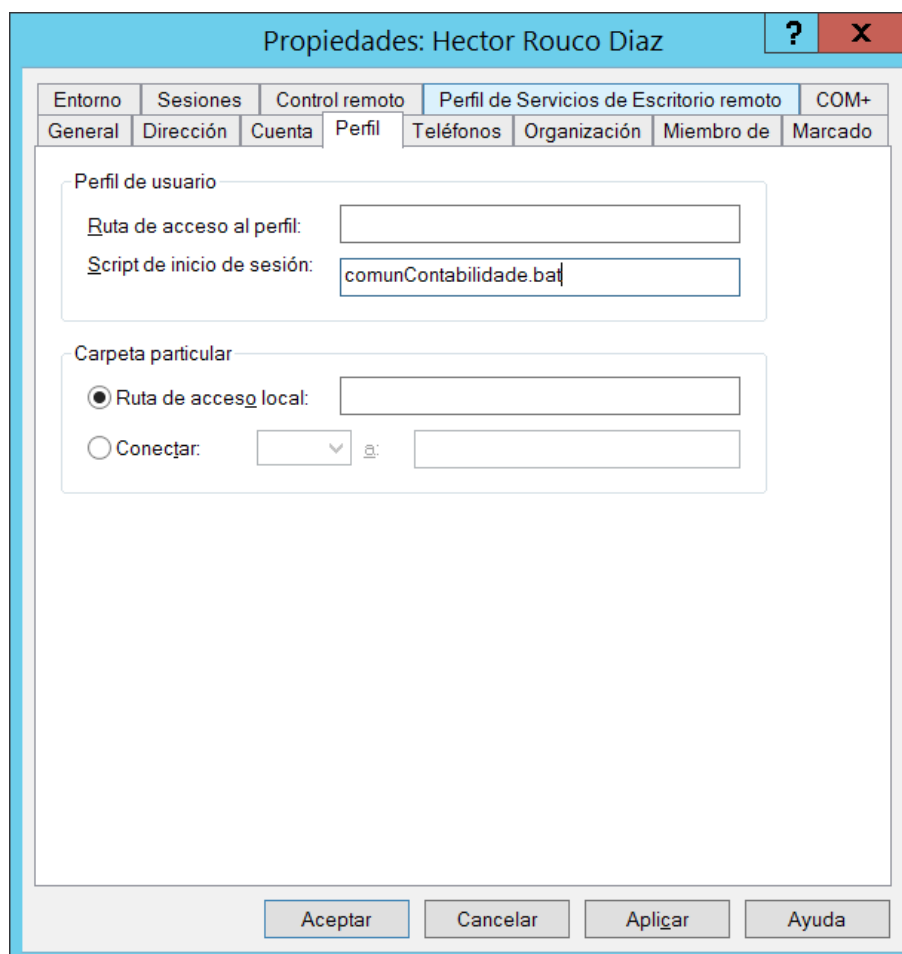 Propiedades: Hector Rouco Diaz
?
X
Entorno Sesiones Control remoto Perfil de Servicios de Escritorio remoto COM+
General Dirección Cuenta Perfil Teléfonos Organización Miembro de Marcado
Perfil de usuario
Ruta de acceso al perfil:
Script de inicio de sesión: comunContabilidade.bat
Carpeta particular
Ruta de acceso local:
Conectar: a:
Aceptar Cancelar Aplicar Ayuda